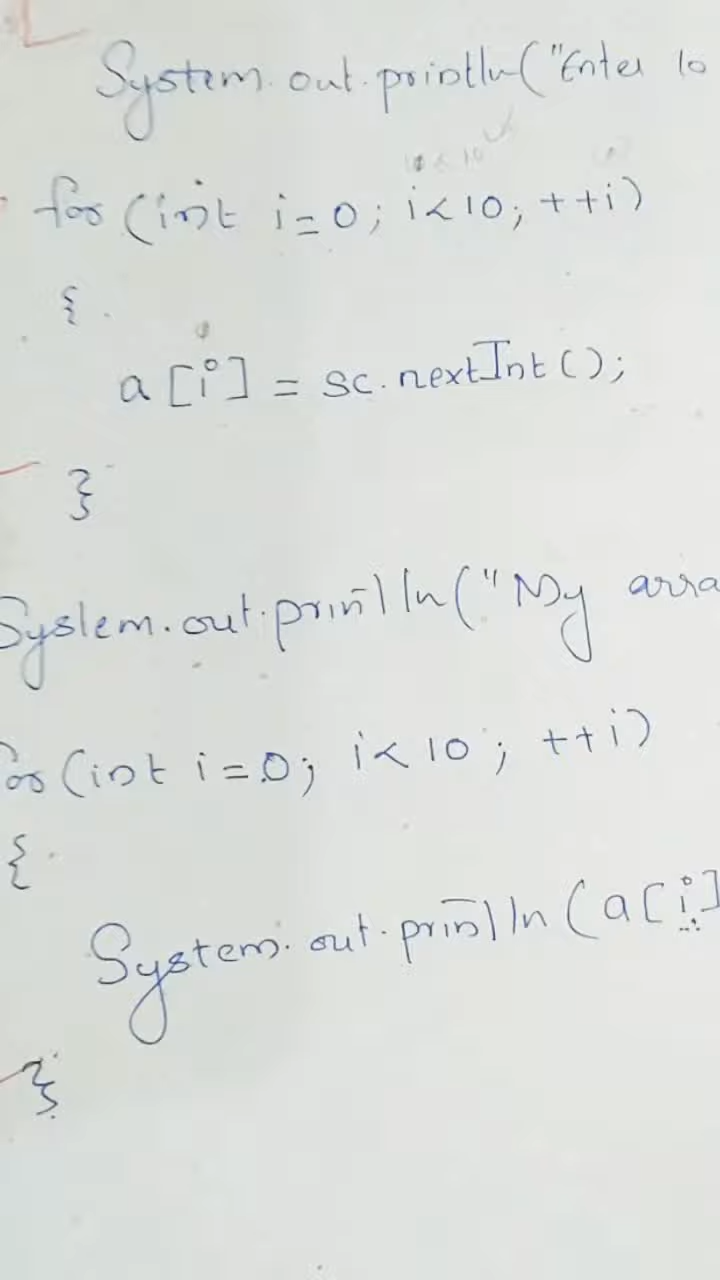 System.out.println("Enter 10
for (int i=0; i<10; ++i)
{
a[i] = sc.nextInt();
}
System.out.println("My arra
for (int i=0; i<10; ++i)
{
System.out.println(a[i]
}